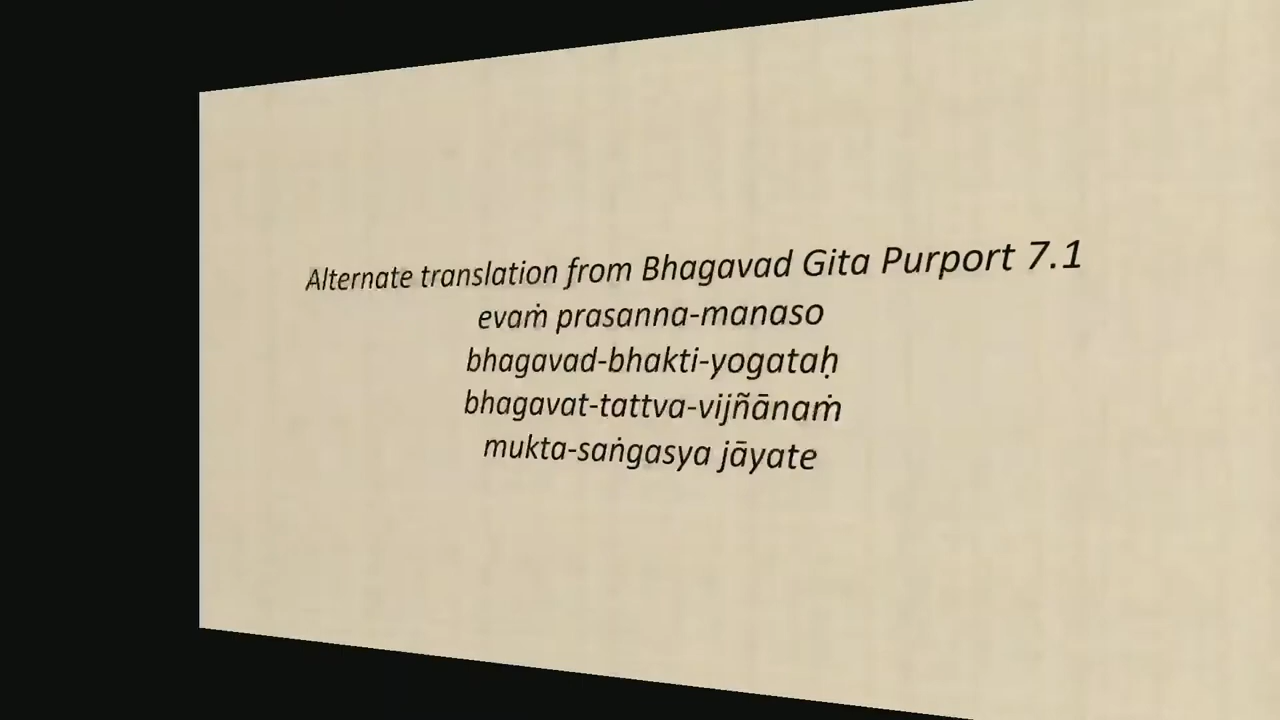 Alternate translation from Bhagavad Gita Purport 7.1
evaṁ prasanna-manaso
bhagavad-bhakti-yogataḥ
bhagavat-tattva-vijñānaṁ
mukta-saṅgasya jāyate